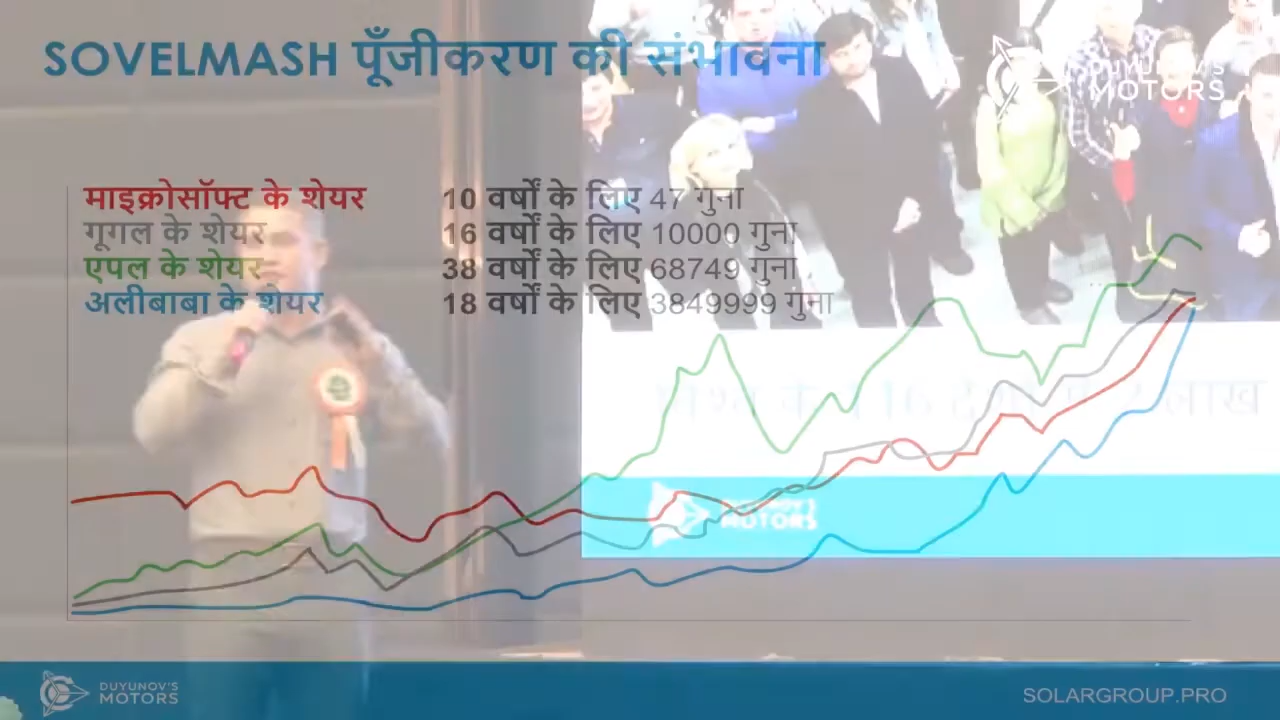 SOVELMASH पूँजीकरण की संभावना
DUYUNOV'S
MOTORS
माइक्रोसॉफ्ट के शेयर 10 वर्षों के लिए 47 गुना
गूगल के शेयर 16 वर्षों के लिए 10000 गुना
एपल के शेयर 38 वर्षों के लिए 68749 गुना
अलीबाबा के शेयर 18 वर्षों के लिए 3849999 गुना
लाख
DUYUNOV'S
MOTORS
DUYUNOV'S
MOTORS
SOLARGROUP.PRO